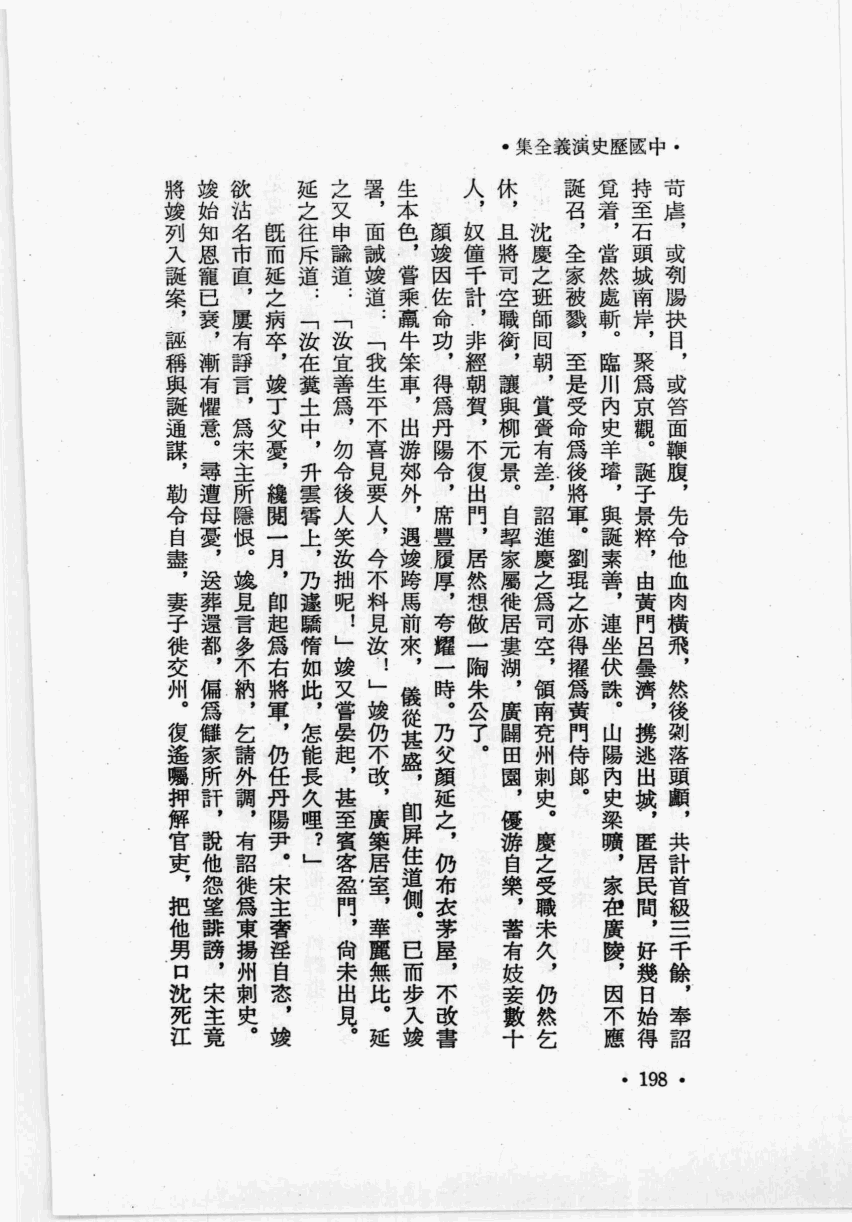 •中國歷史演義全集•
苛虐，或刳腸抉目，或笞面鞭腹，先令他血肉橫飛，然後剁落頭顱，共計首級三千餘，奉詔
持至石頭城南岸，聚爲京觀。誕子景粹，由黃門呂曇濟，携逃出城，匿居民間，好幾日始得
覓着，當然處斬。臨川內史羊璿，與誕素善，連坐伏誅。山陽內史梁曠，家在廣陵，因不應
誕召，全家被戮，至是受命爲後將軍。劉琨之亦得擢爲黃門侍郎。
沈慶之班師囘朝，賞賚有差，詔進慶之爲司空，領南兗州刺史。慶之受職未久，仍然乞
休，且將司空職銜，讓與柳元景。自挈家屬徙居婁湖，廣闢田園，優游自樂，蓄有妓妾數十
人，奴僮千計，非經朝賀，不復出門，居然想做一陶朱公了。
顏竣因佐命功，得爲丹陽令，席豐履厚，夸耀一時。乃父顏延之，仍布衣茅屋，不改書
生本色，嘗乘羸牛笨車，出游郊外，遇竣跨馬前來，儀從甚盛，卽屏住道側。已而步入竣
署，面誡竣道：「我生平不喜見要人，今不料見汝！」竣仍不改，廣築居室，華麗無比。延
之又申諭道：「汝宜善爲，勿令後人笑汝拙呢！」竣又嘗晏起，甚至賓客盈門，尙未出見。
延之往斥道：「汝在糞土中，升雲霄上，乃遽驕惰如此，怎能長久哩？」
旣而延之病卒，竣丁父憂，纔閱一月，卽起爲右將軍，仍任丹陽尹。宋主奢淫自恣，竣
欲沽名市直，屢有諍言，爲宋主所隱恨。竣見言多不納，乞請外調，有詔徙爲東揚州刺史。
竣始知恩寵已衰，漸有懼意。尋遭母憂，送葬還都，偏爲讎家所訐，說他怨望誹謗，宋主竟
將竣列入誕案，誣稱與誕通謀，勒令自盡，妻子徙交州。復遙囑押解官吏，把他男口沈死江
•198•